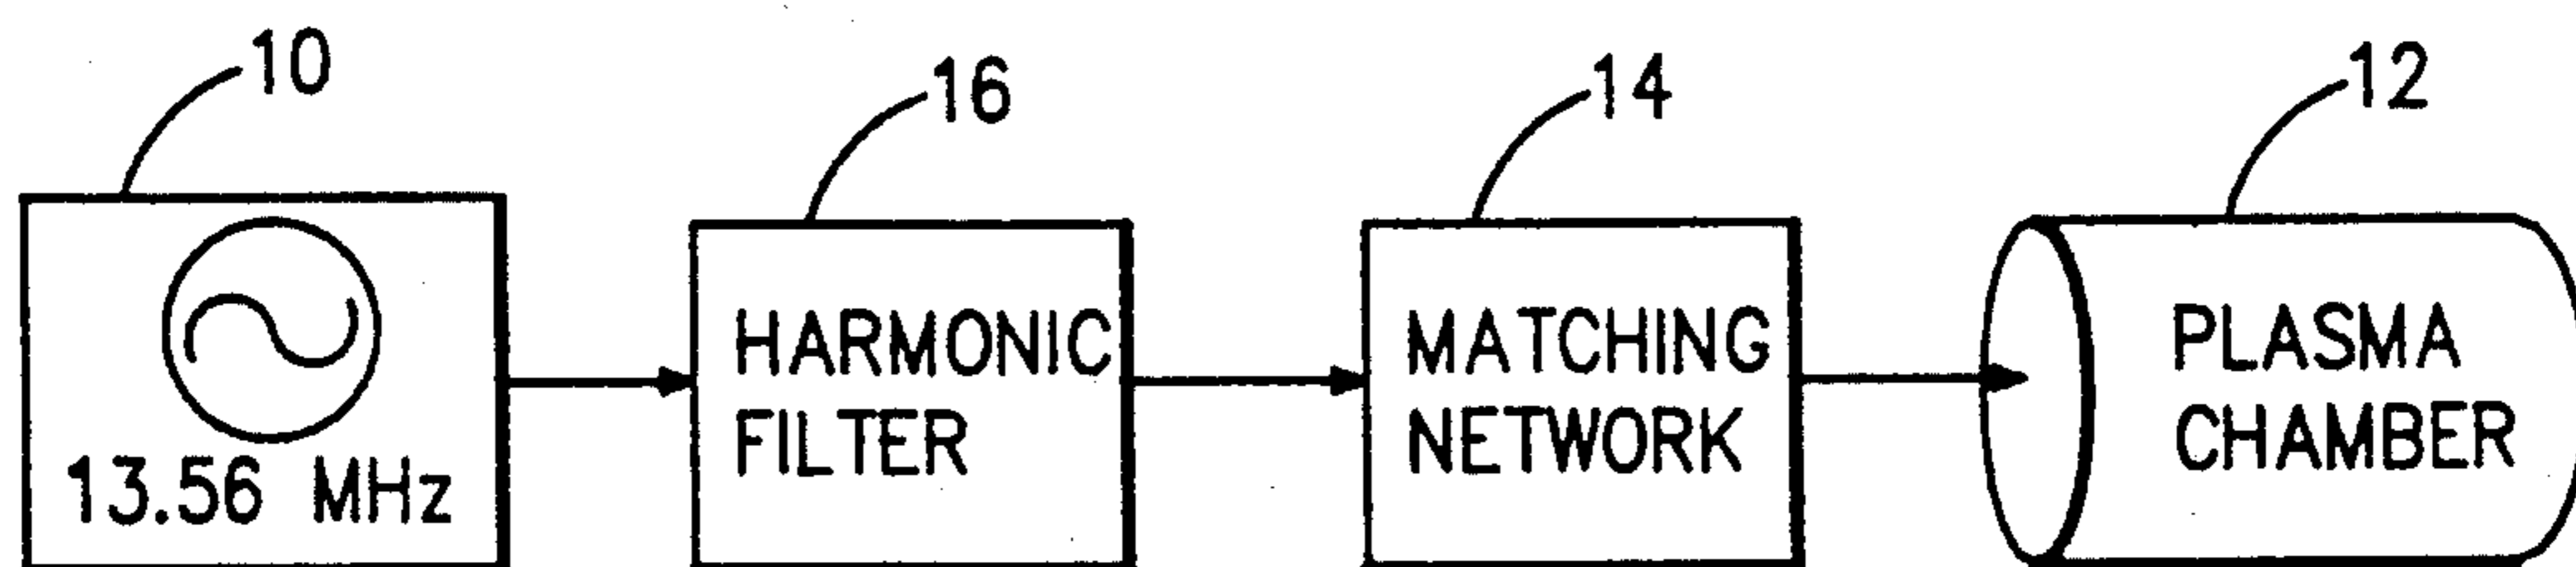 10
16
14
12
13.56 MHz
HARMONIC
FILTER
MATCHING
NETWORK
PLASMA
CHAMBER